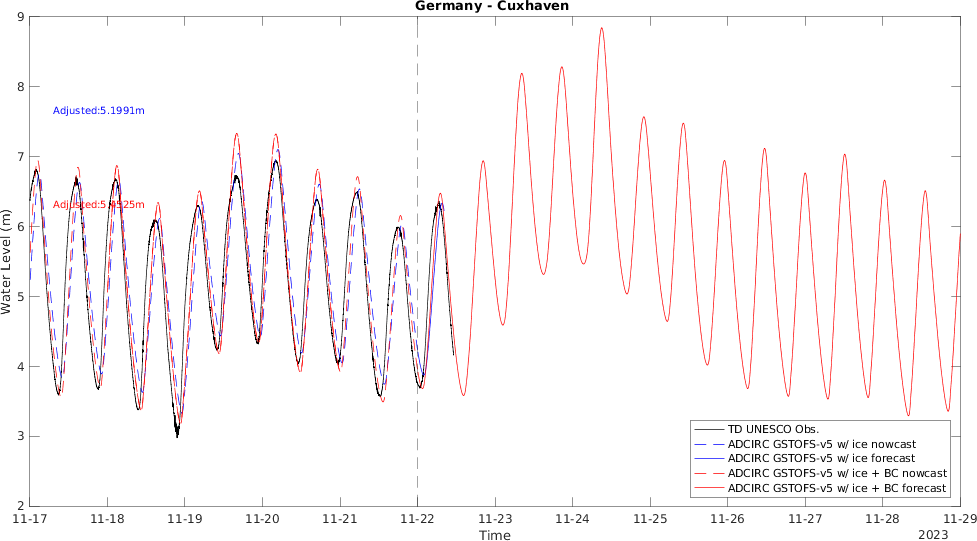 Germany - Cuxhaven
9
8
7
6
5
4
3
2
Water Level (m)
Adjusted:5.1991m
TD UNESCO Obs.
ADCIRC GSTOFS-v5 w/ ice nowcast
ADCIRC GSTOFS-v5 w/ ice forecast
ADCIRC GSTOFS-v5 w/ ice + BC nowcast
ADCIRC GSTOFS-v5 w/ ice + BC forecast
11-17 11-18 11-19 11-20 11-21 11-22 11-23 11-24 11-25 11-26 11-27 11-28 11-29
Time
2023